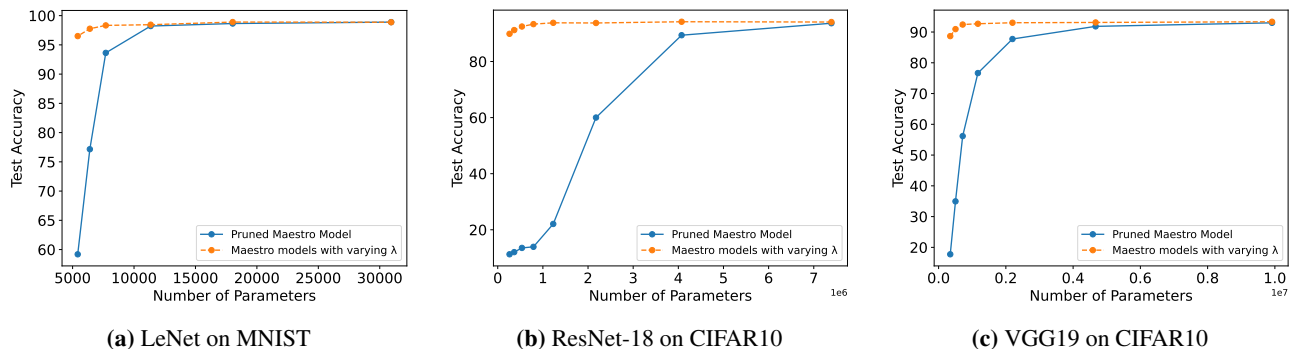 100
95
90
85
80
75
70
65
60
Test Accuracy
5000 10000 15000 20000 25000 30000
Number of Parameters
Pruned Maestro Model
Maestro models with varying λ
(a) LeNet on MNIST
80
60
40
20
Test Accuracy
0 1 2 3 4 5 6 7
1e6
Number of Parameters
Pruned Maestro Model
Maestro models with varying λ
(b) ResNet-18 on CIFAR10
90
80
70
60
50
40
30
20
Test Accuracy
0.0 0.2 0.4 0.6 0.8 1.0
1e7
Number of Parameters
Pruned Maestro Model
Maestro models with varying λ
(c) VGG19 on CIFAR10